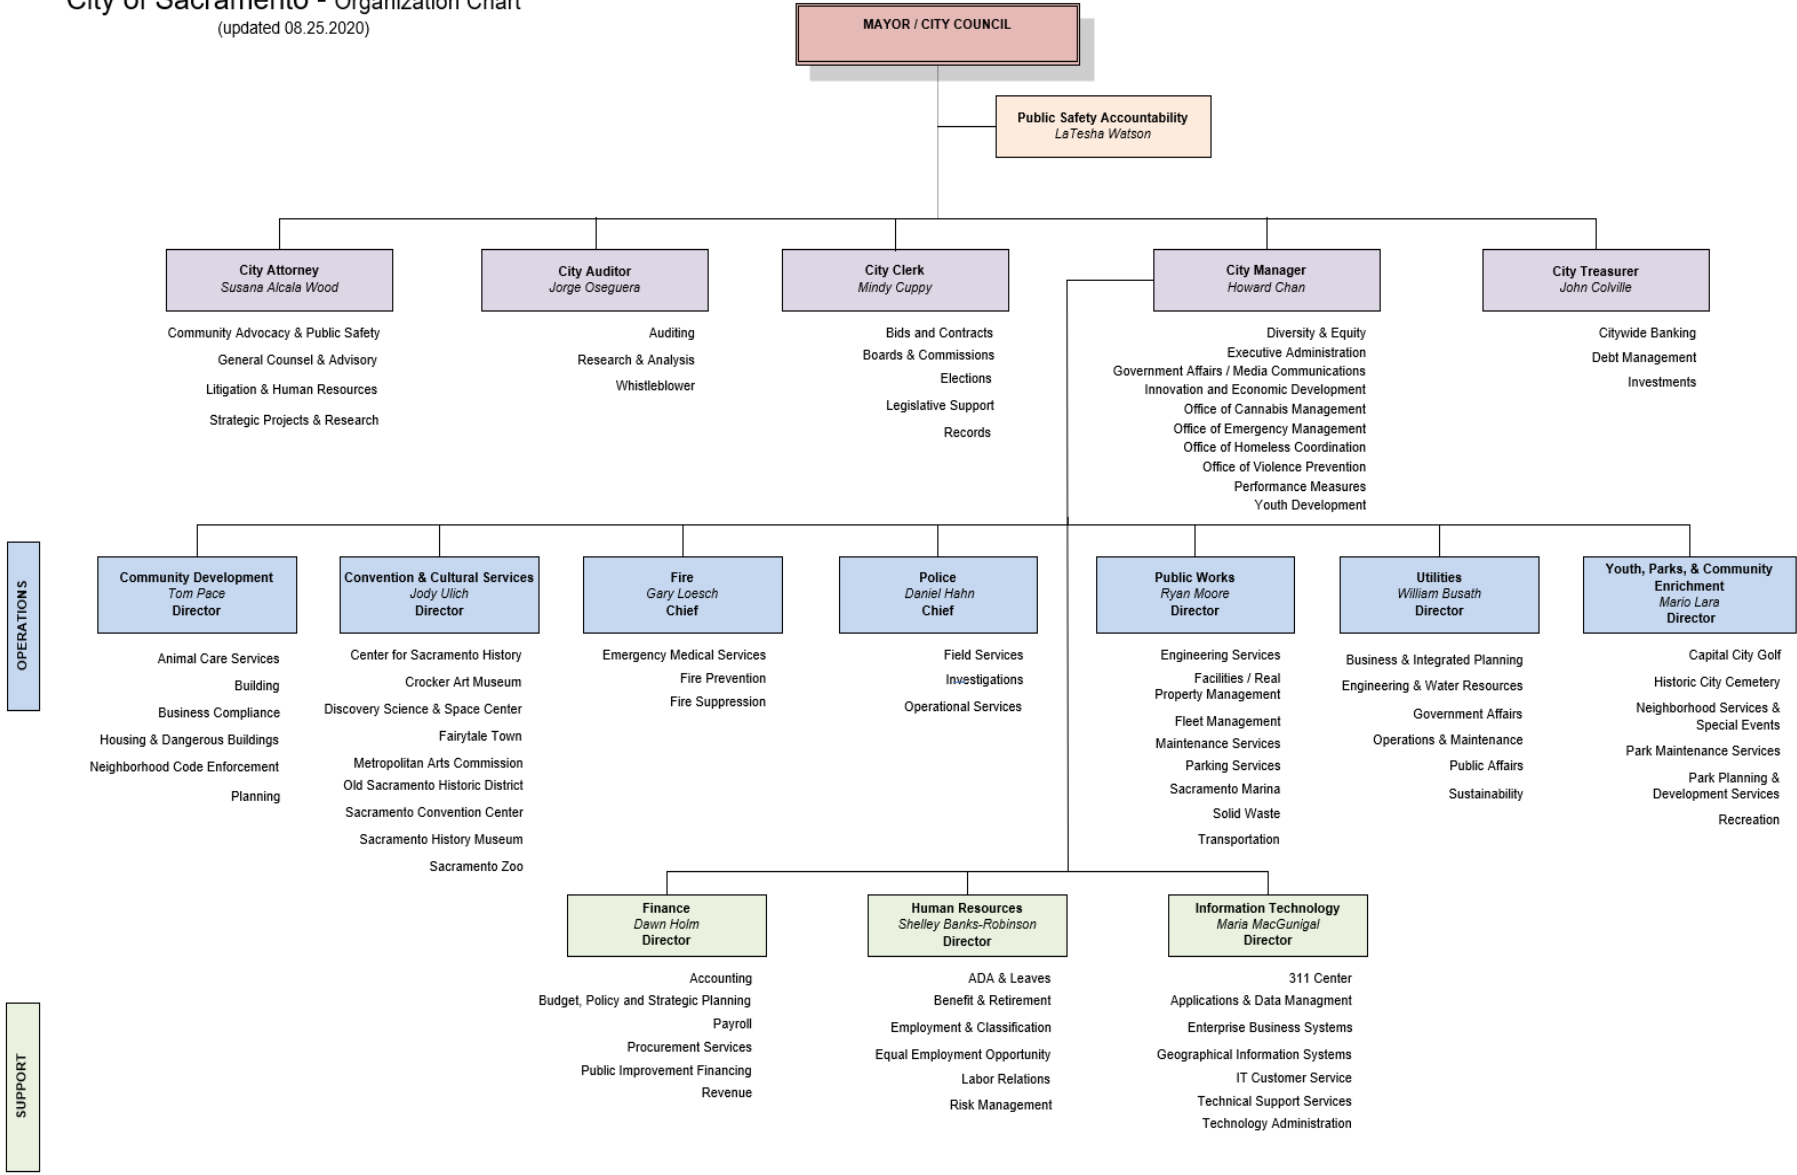 City of Sacramento - Organization Chart
(updated 08.25.2020)
MAYOR / CITY COUNCIL
Public Safety Accountability
LaTesha Watson
City Attorney
Susana Alcala Wood
Community Advocacy & Public Safety
General Counsel & Advisory
Litigation & Human Resources
Strategic Projects & Research
City Auditor
Jorge Oseguera
Auditing
Research & Analysis
Whistleblower
City Clerk
Mindy Cuppy
Bids and Contracts
Boards & Commissions
Elections
Legislative Support
Records
City Manager
Howard Chan
Diversity & Equity
Executive Administration
Government Affairs / Media Communications
Innovation and Economic Development
Office of Cannabis Management
Office of Emergency Management
Office of Homeless Coordination
Office of Violence Prevention
Performance Measures
Youth Development
City Treasurer
John Colville
Citywide Banking
Debt Management
Investments
OPERATIONS
Community Development
Tom Pace
Director
Animal Care Services
Building
Business Compliance
Housing & Dangerous Buildings
Neighborhood Code Enforcement
Planning
Convention & Cultural Services
Jody Ulich
Director
Center for Sacramento History
Crocker Art Museum
Discovery Science & Space Center
Fairytale Town
Metropolitan Arts Commission
Old Sacramento Historic District
Sacramento Convention Center
Sacramento History Museum
Sacramento Zoo
Fire
Gary Loesch
Chief
Emergency Medical Services
Fire Prevention
Fire Suppression
Police
Daniel Hahn
Chief
Field Services
Investigations
Operational Services
Public Works
Ryan Moore
Director
Engineering Services
Facilities / Real
Property Management
Fleet Management
Maintenance Services
Parking Services
Sacramento Marina
Solid Waste
Transportation
Utilities
William Busath
Director
Business & Integrated Planning
Engineering & Water Resources
Government Affairs
Operations & Maintenance
Public Affairs
Sustainability
Youth, Parks, & Community
Enrichment
Mario Lara
Director
Capital City Golf
Historic City Cemetery
Neighborhood Services &
Special Events
Park Maintenance Services
Park Planning &
Development Services
Recreation
SUPPORT
Finance
Dawn Holm
Director
Accounting
Budget, Policy and Strategic Planning
Payroll
Procurement Services
Public Improvement Financing
Revenue
Human Resources
Shelley Banks-Robinson
Director
ADA & Leaves
Benefit & Retirement
Employment & Classification
Equal Employment Opportunity
Labor Relations
Risk Management
Information Technology
Maria MacGunigal
Director
311 Center
Applications & Data Managment
Enterprise Business Systems
Geographical Information Systems
IT Customer Service
Technical Support Services
Technology Administration